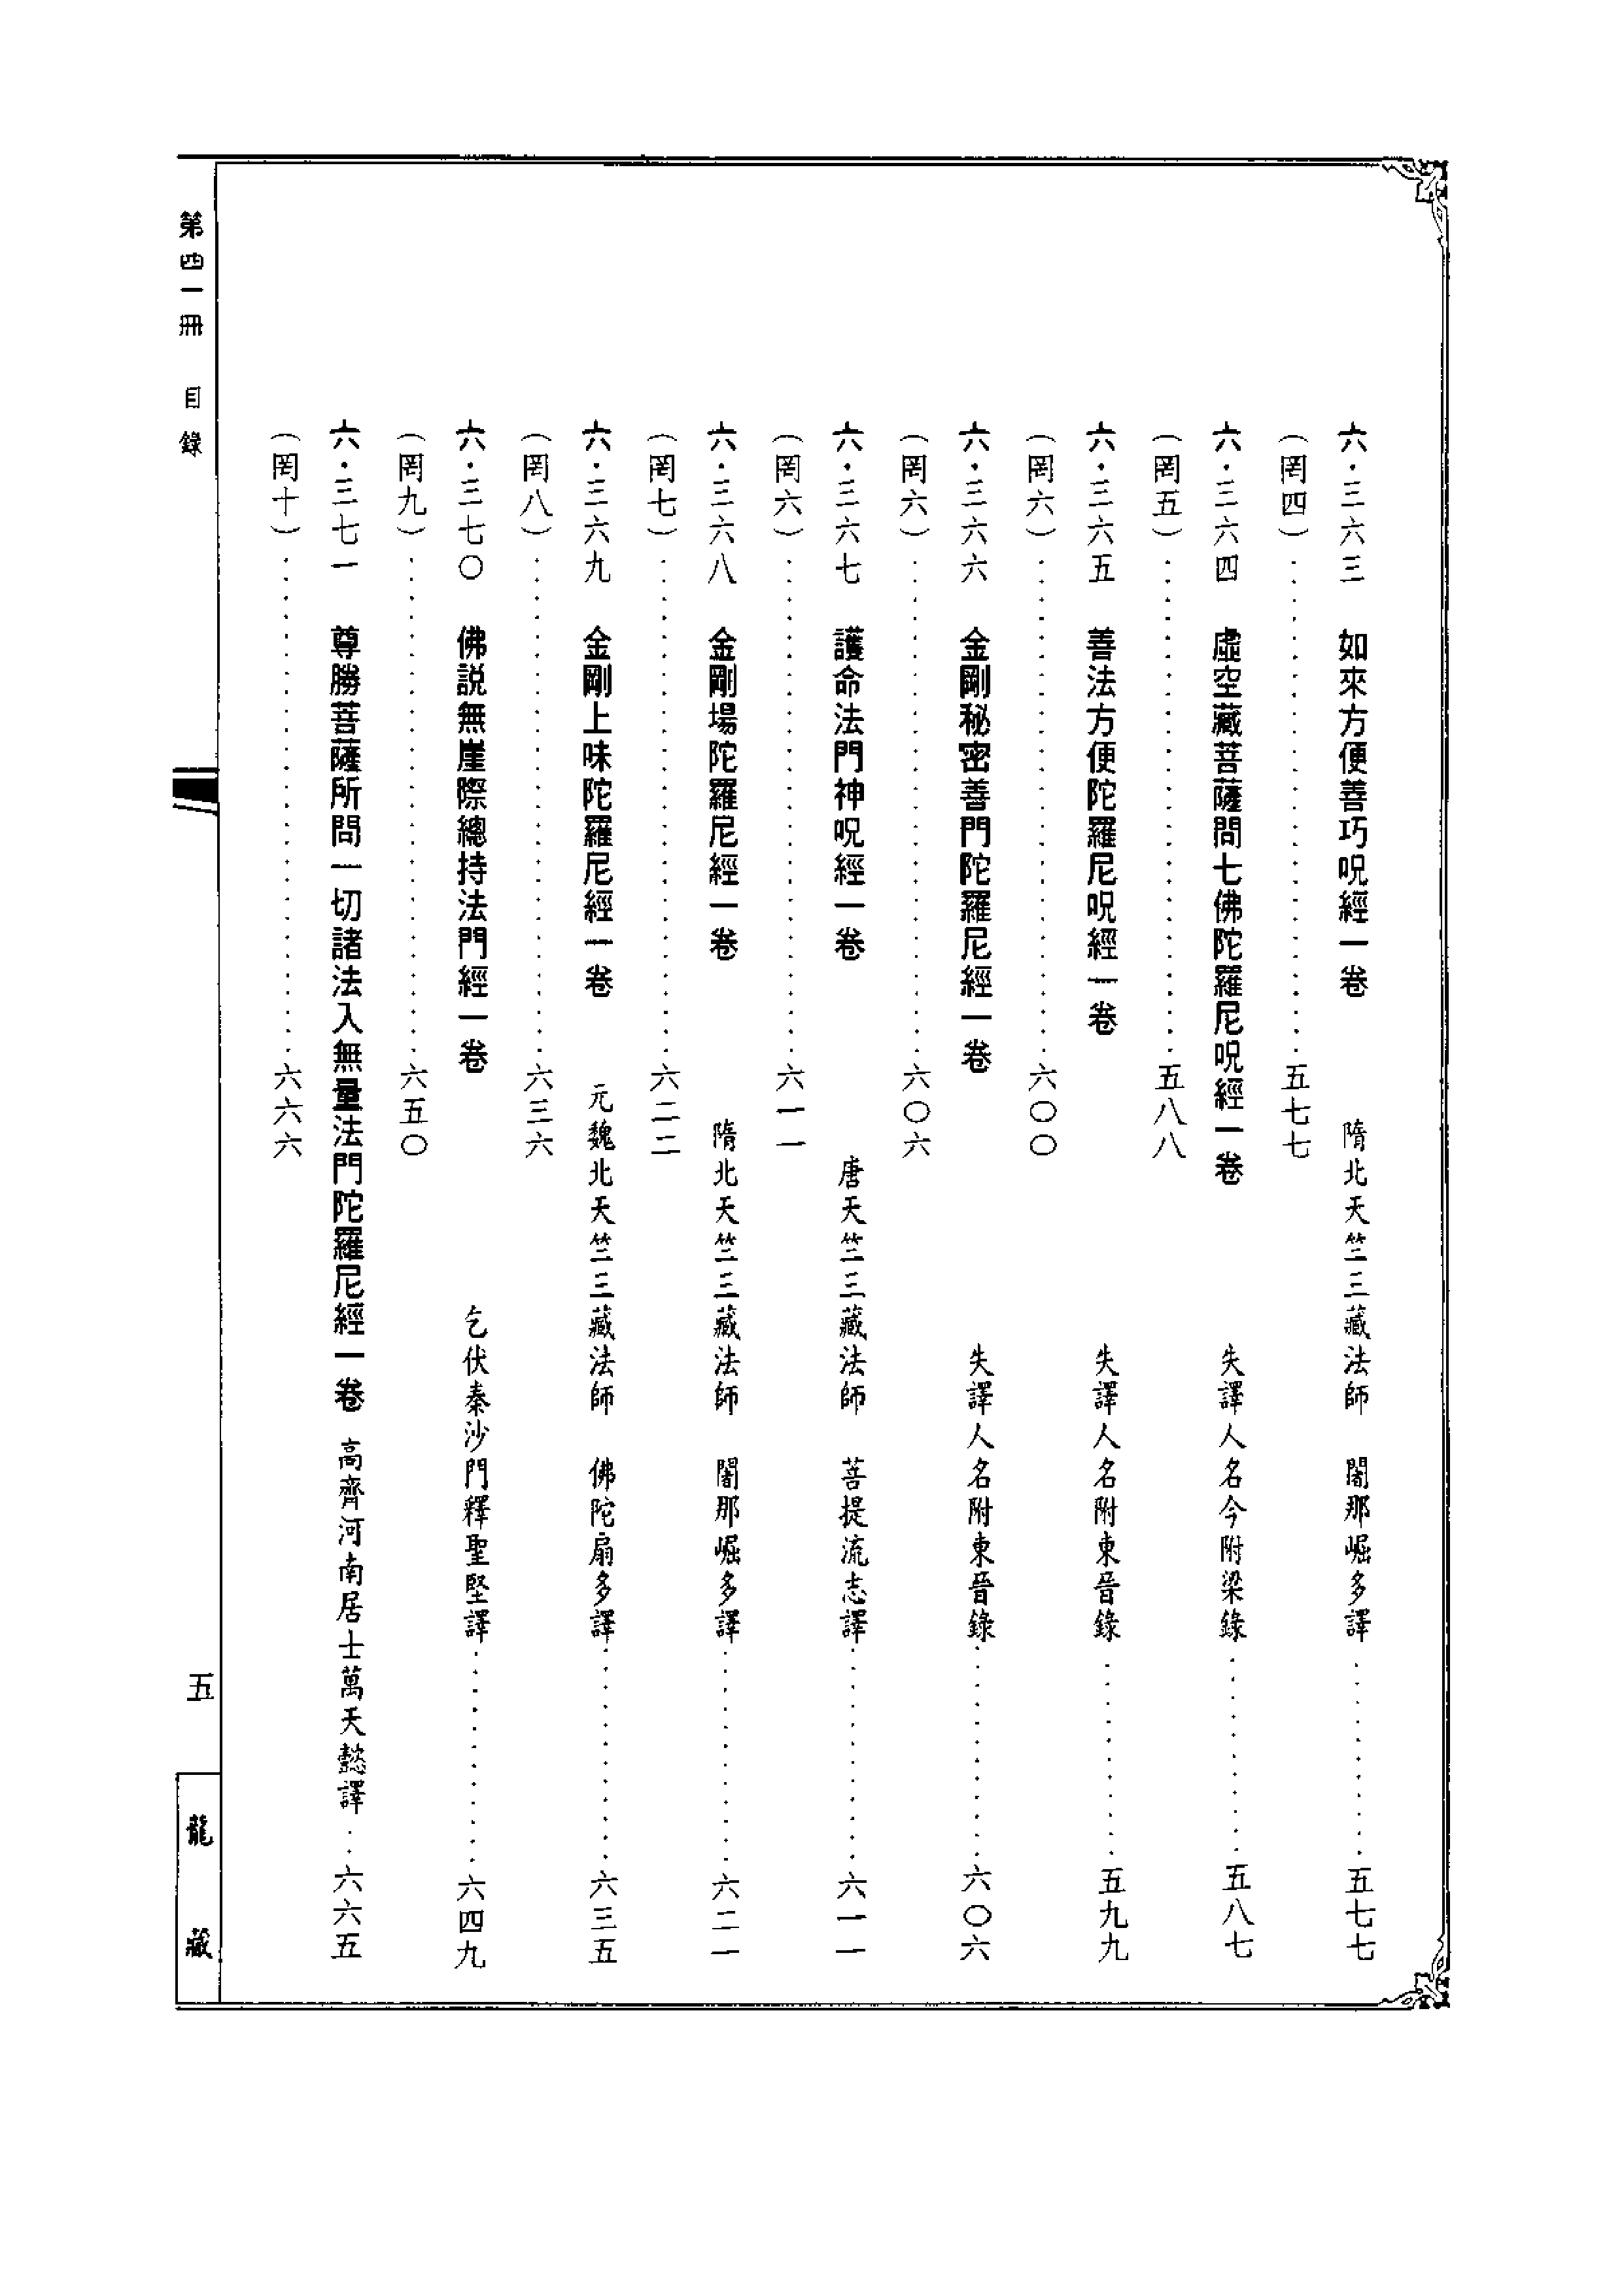 六·三六三　如來方便善巧呪經一卷　隋北天竺三藏法師　闍那崛多譯..........五七七
（罔四）..........五七七
六·三六四　虛空藏菩薩問七佛陀羅尼呪經一卷　失譯人名今附梁錄..........五八七
（罔五）..........五八八
六·三六五　善法方便陀羅尼呪經一卷　失譯人名附東晉錄..........五九九
（罔六）..........六〇〇
六·三六六　金剛秘密善門陀羅尼經一卷　失譯人名附東晉錄..........六〇六
（罔六）..........六〇六
六·三六七　護命法門神呪經一卷　唐天竺三藏法師　菩提流志譯..........六一一
（罔六）..........六一一
六·三六八　金剛場陀羅尼經一卷　隋北天竺三藏法師　闍那崛多譯..........六二一
（罔七）..........六二二
六·三六九　金剛上味陀羅尼經一卷　元魏北天竺三藏法師　佛陀扇多譯..........六三五
（罔八）..........六三六
六·三七〇　佛説無崖際總持法門經一卷　乞伏秦沙門釋聖堅譯..........六四九
（罔九）..........六五〇
六·三七一　尊勝菩薩所問一切諸法入無量法門陀羅尼經一卷　高齊河南居士萬天懿譯...六六五
（罔十）..........六六六
第四一冊　目錄
五
龍藏